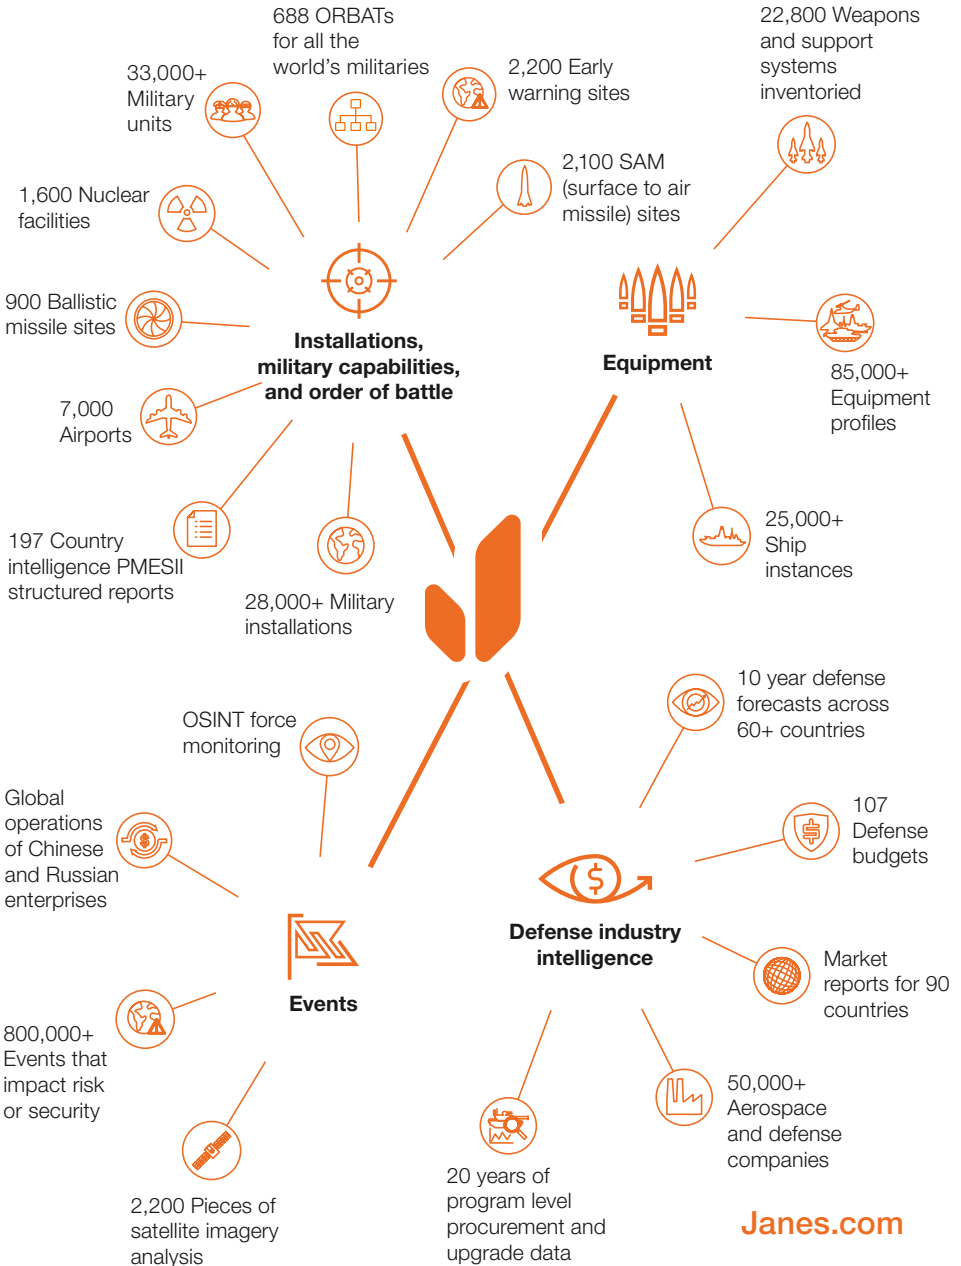 688 ORBATs
for all the
world's militaries
22,800 Weapons
and support
systems
inventoried
33,000+
Military
units
2,200 Early
warning sites
2,100 SAM
(surface to air
missile) sites
1,600 Nuclear
facilities
900 Ballistic
missile sites
Installations,
military capabilities,
and order of battle
Equipment
85,000+
Equipment
profiles
7,000
Airports
25,000+
Ship
instances
197 Country
intelligence PMESII
structured reports
28,000+ Military
installations
10 year defense
forecasts across
60+ countries
OSINT force
monitoring
Global
operations
of Chinese
and Russian
enterprises
107
Defense
budgets
Defense industry
intelligence
Market
reports for 90
countries
Events
800,000+
Events that
impact risk
or security
50,000+
Aerospace
and defense
companies
20 years of
program level
procurement and
upgrade data
2,200 Pieces of
satellite imagery
analysis
Janes.com